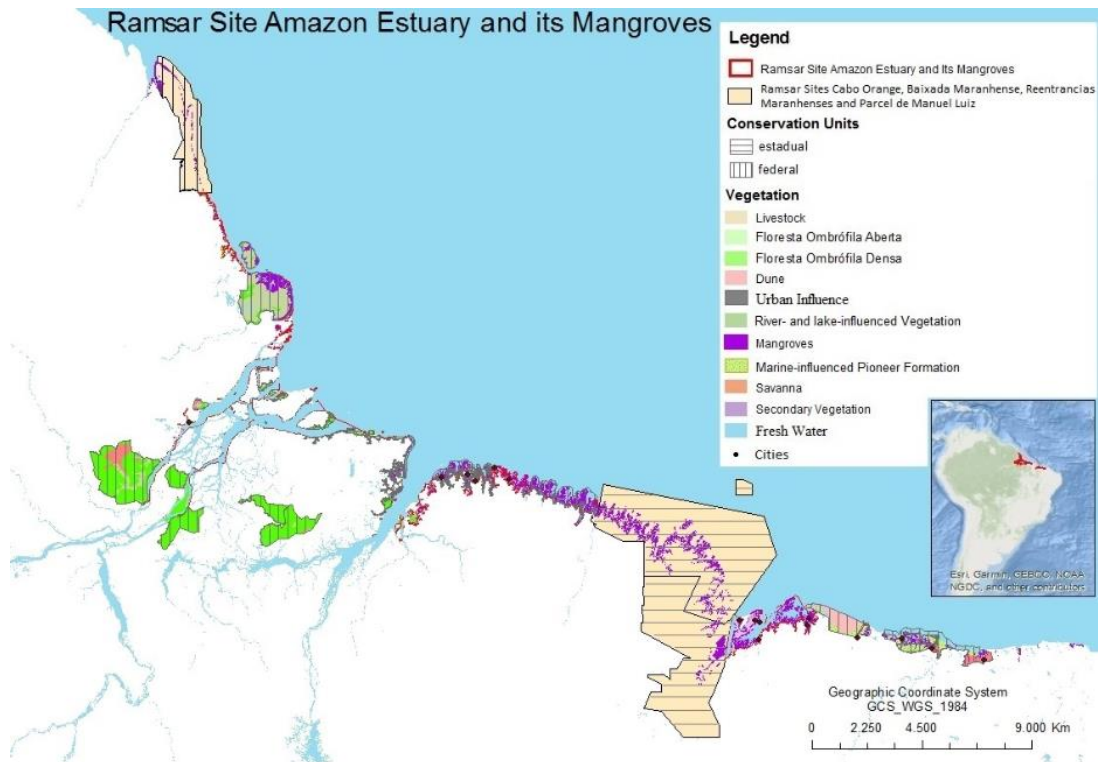 Ramsar Site Amazon Estuary and its Mangroves
Legend
Ramsar Site Amazon Estuary and Its Mangroves
Ramsar Sites Cabo Orange, Baixada Maranhense, Reentrancias
Maranhenses and Parcel de Manuel Luiz
Conservation Units
estadual
federal
Vegetation
Livestock
Floresta Ombrófila Aberta
Floresta Ombrófila Densa
Dune
Urban Influence
River- and lake-influenced Vegetation
Mangroves
Marine-influenced Pioneer Formation
Savanna
Secondary Vegetation
Fresh Water
Cities
Esri, Garmin, GEBCO, NOAA
NGDC, and other contributors
Geographic Coordinate System
GCS_WGS_1984
0 2.250 4.500 9.000 Km